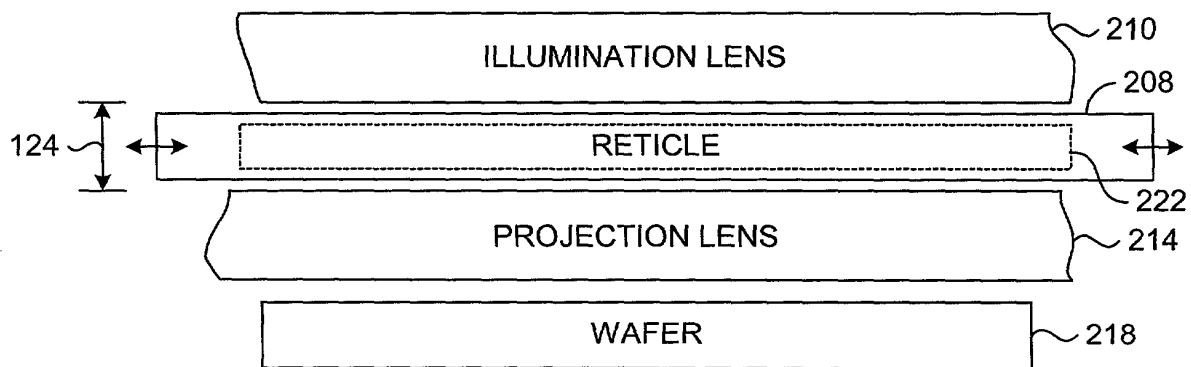 210
ILLUMINATION LENS
208
124
RETICLE
222
PROJECTION LENS
214
WAFER
218